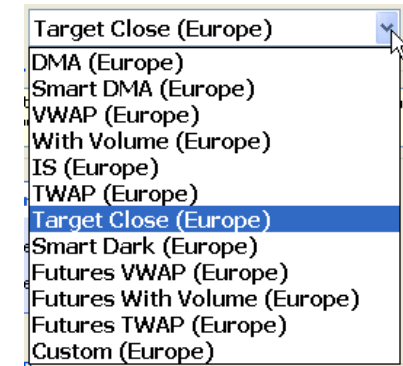 Target Close (Europe)
DMA (Europe)
Smart DMA (Europe)
VWAP (Europe)
With Volume (Europe)
IS (Europe)
TWAP (Europe)
Target Close (Europe)
Smart Dark (Europe)
Futures VWAP (Europe)
Futures With Volume (Europe)
Futures TWAP (Europe)
Custom (Europe)